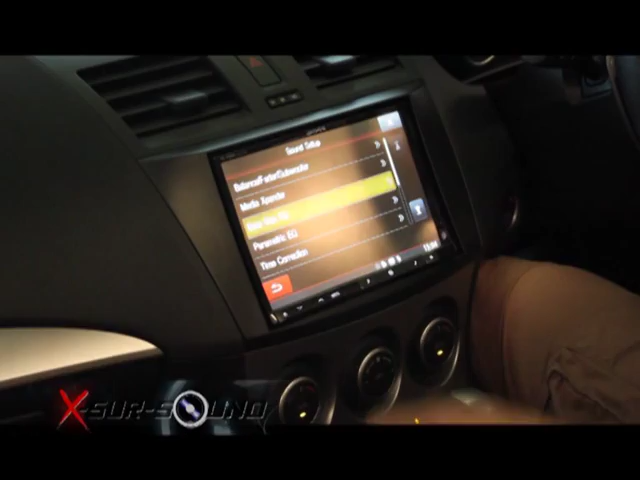 Sound Setup
Balance/Fader/Subwoofer
Media Xpander
Parametric EQ
Time Correction
X-SUR-SOUND